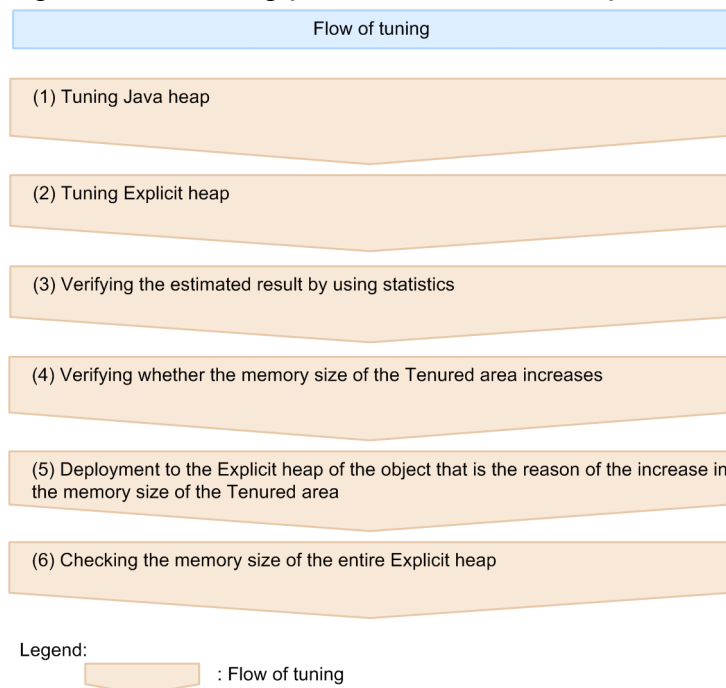 Flow of tuning
(1) Tuning Java heap
(2) Tuning Explicit heap
(3) Verifying the estimated result by using statistics
(4) Verifying whether the memory size of the Tenured area increases
(5) Deployment to the Explicit heap of the object that is the reason of the increase in
the memory size of the Tenured area
(6) Checking the memory size of the entire Explicit heap
Legend:
: Flow of tuning